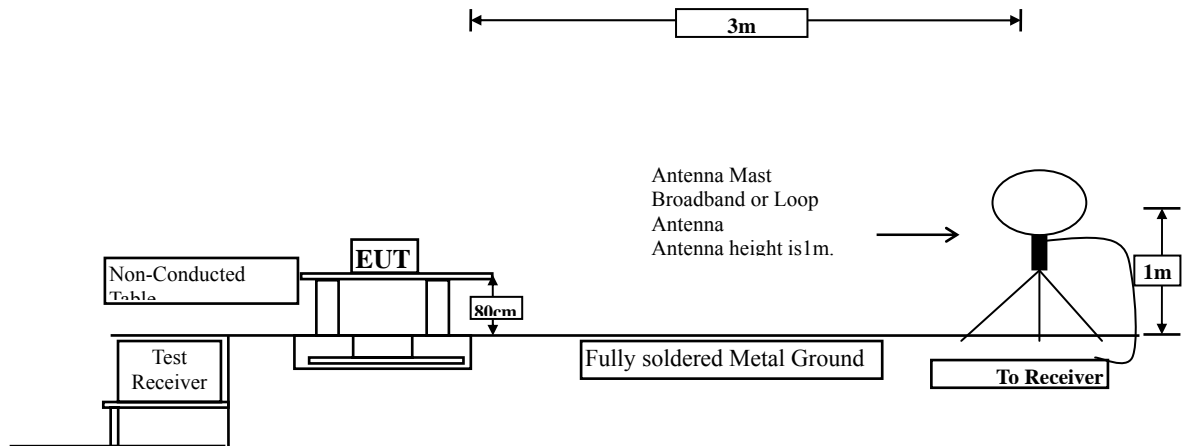 3m
Antenna Mast
Broadband or Loop
Antenna
Antenna height is1m.
EUT
Non-Conducted
Table
80cm
1m
Test
Receiver
Fully soldered Metal Ground
To Receiver